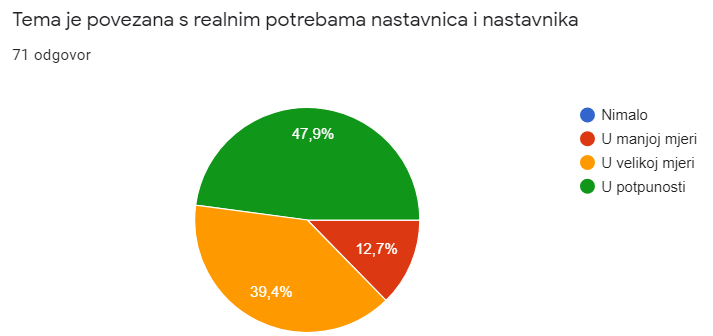 Tema je povezana s realnim potrebama nastavnica i nastavnika
71 odgovor
47,9%
12,7%
39,4%
Nimalo
U manjoj mjeri
U velikoj mjeri
U potpunosti